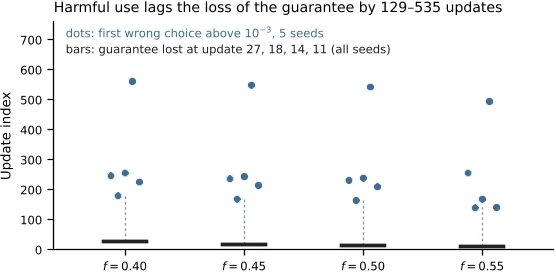 Harmful use lags the loss of the guarantee by 129–535 updates
dots: first wrong choice above 10⁻³, 5 seeds
bars: guarantee lost at update 27, 18, 14, 11 (all seeds)
Update index
700
600
500
400
300
200
100
0
f = 0.40
f = 0.45
f = 0.50
f = 0.55